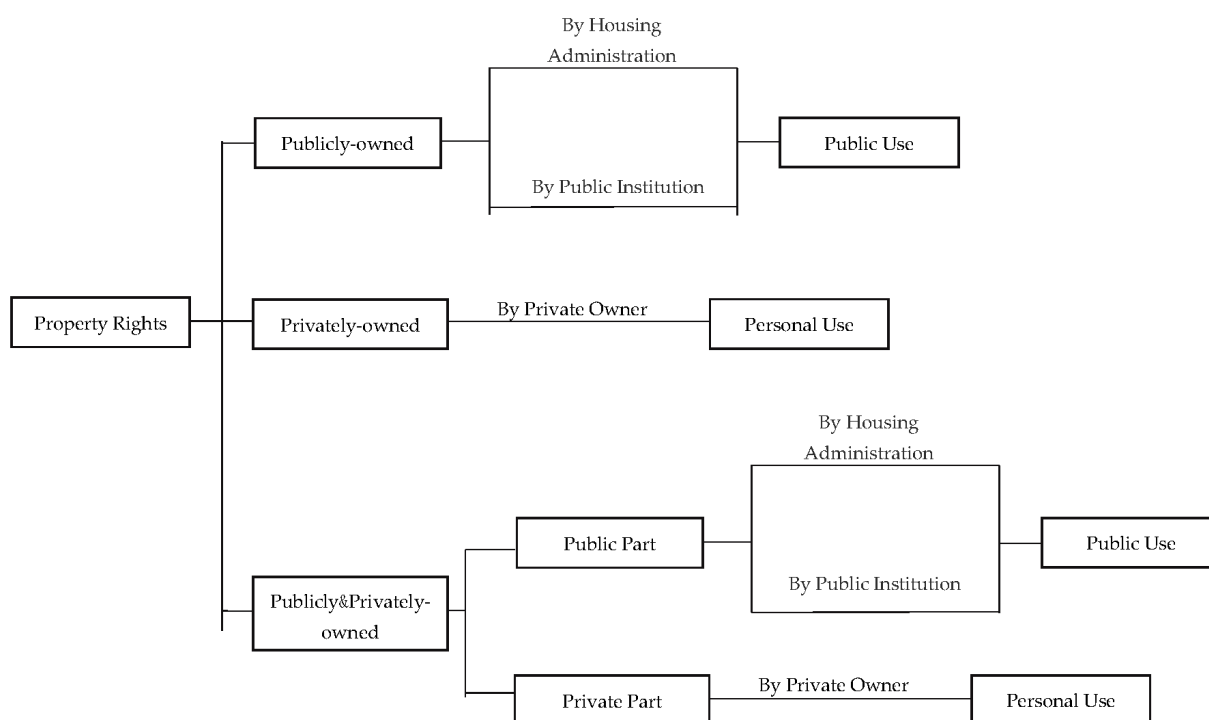 By Housing
Administration
Publicly-owned
Public Use
By Public Institution
Property Rights
Privately-owned
By Private Owner
Personal Use
By Housing
Administration
Public Part
Public Use
By Public Institution
Publicly&Privately-
owned
Private Part
By Private Owner
Personal Use